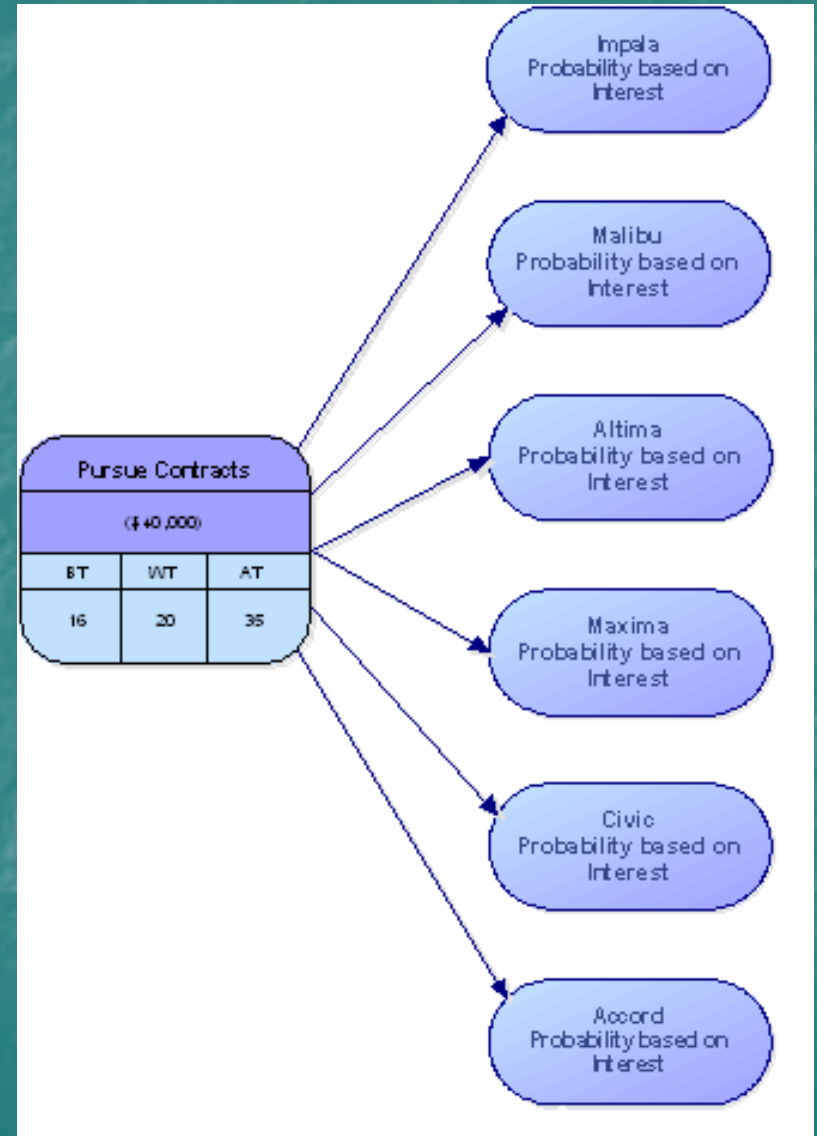 Impala
Probability based on
Interest
Malibu
Probability based on
Interest
Altima
Probability based on
Interest
Pursue Contracts
($40,000)
BT WT AT
16 20 35
Maxima
Probability based on
Interest
Civic
Probability based on
Interest
Accord
Probability based on
Interest